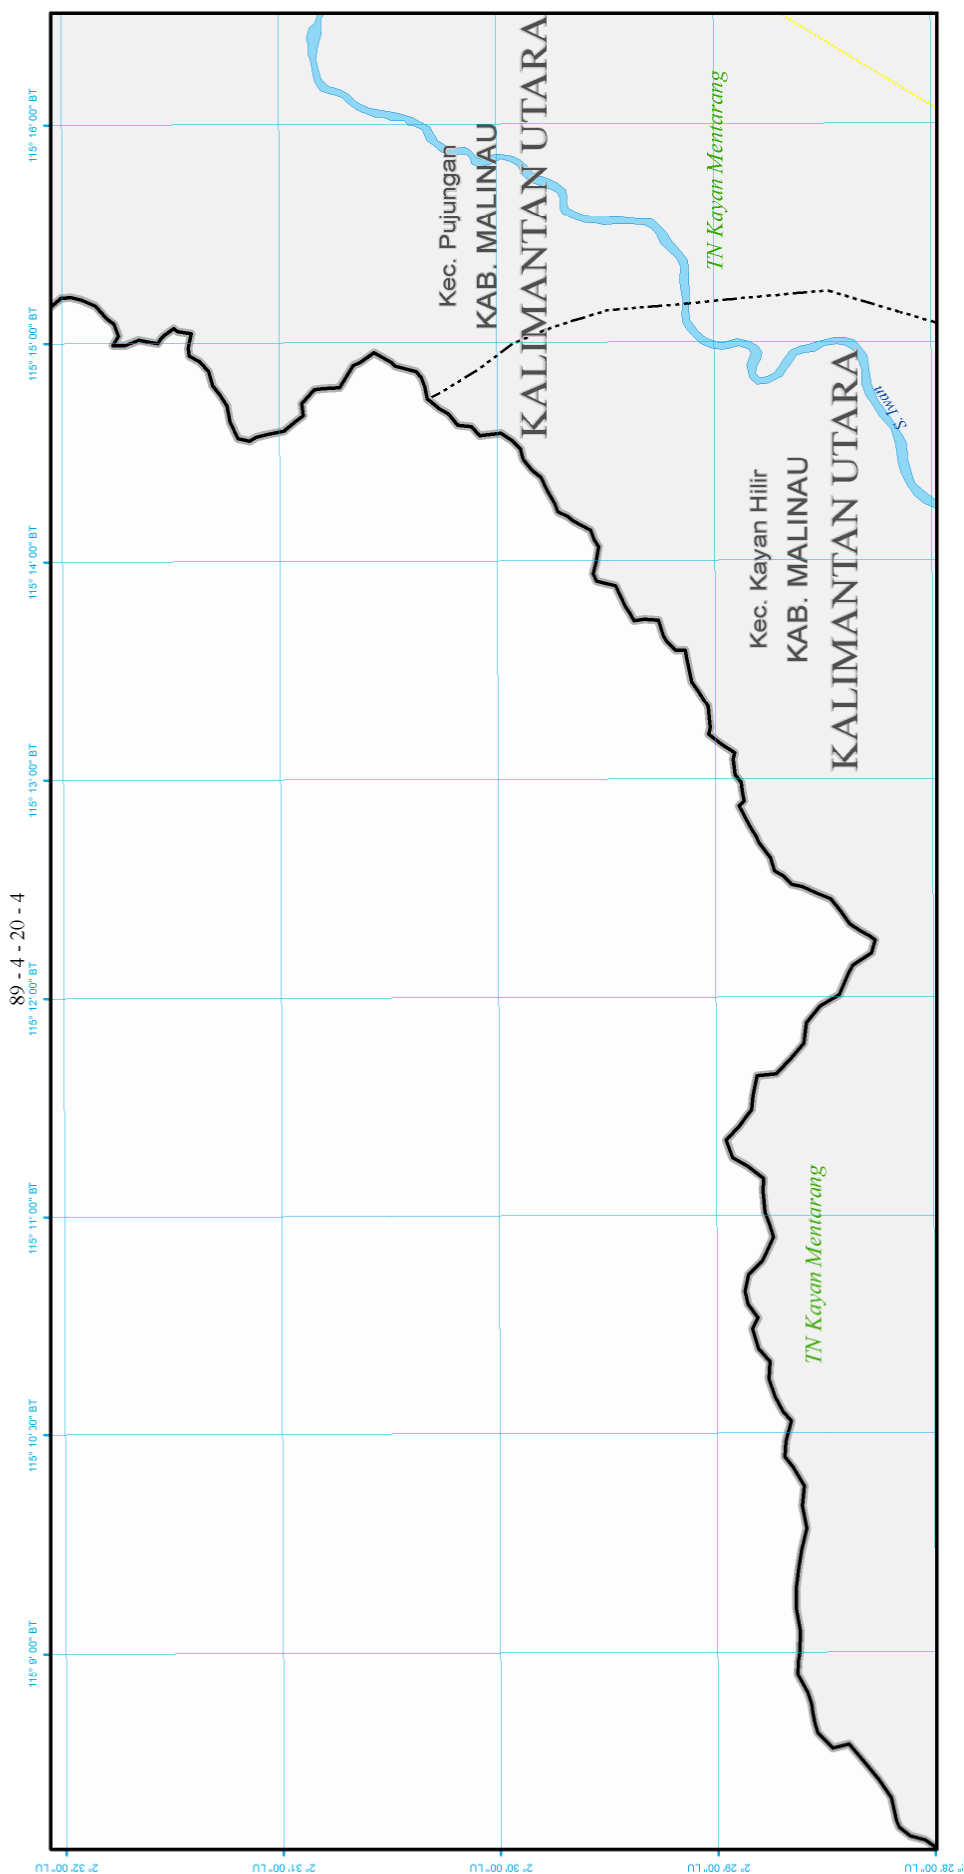 89 - 4 - 20 - 4
115° 9' 00" BT
115° 10' 00" BT
115° 11' 00" BT
115° 12' 00" BT
115° 13' 00" BT
115° 14' 00" BT
115° 15' 00" BT
115° 16' 00" BT
Kec. Pujungan
KAB. MALINAU
KALIMANTAN UTARA
TN Kayan Mentarang
Kec. Kayan Hilir
KAB. MALINAU
KALIMANTAN UTARA
S. Iwan
TN Kayan Mentarang
2° 32' 00" LU
2° 31' 00" LU
2° 30' 00" LU
2° 29' 00" LU
2° 28' 00" LU